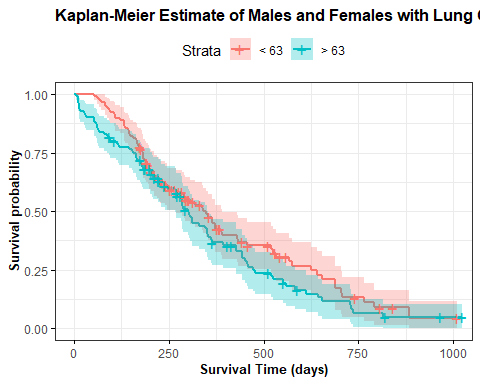 Kaplan-Meier Estimate of Males and Females with Lung
Strata < 63 > 63
Survival probability
1.00
0.75
0.50
0.25
0.00
0 250 500 750 1000
Survival Time (days)